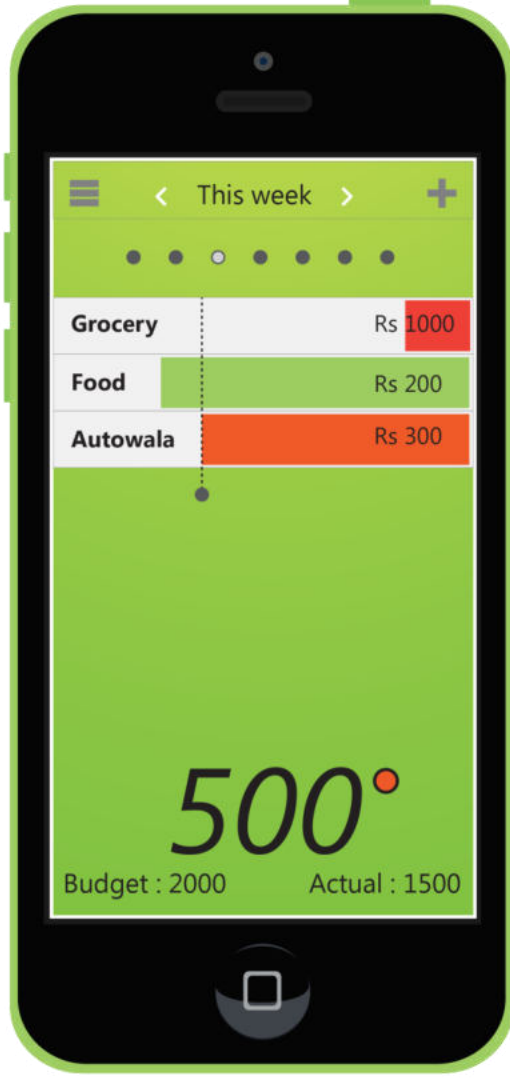 This week
Grocery Rs 1000
Food Rs 200
Autowala Rs 300
500°
Budget : 2000 Actual : 1500